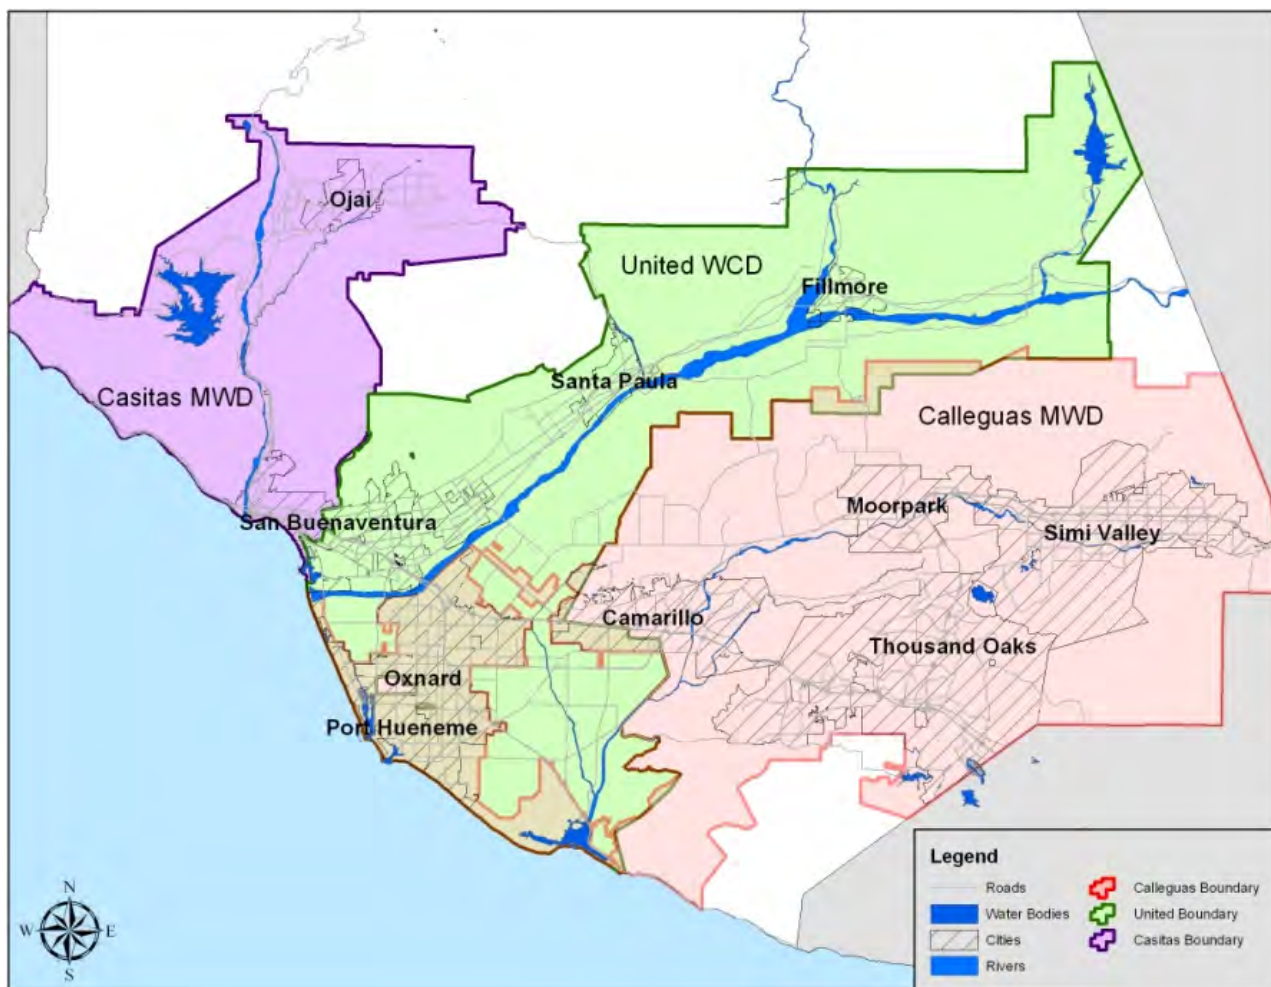 Ojai
United WCD
Fillmore
Santa Paula
Casitas MWD
Calleguas MWD
Moorpark
San Buenaventura
Simi Valley
Camarillo
Thousand Oaks
Oxnard
Port Hueneme
N
W E
S
Legend
Roads
Water Bodies
Cities
Rivers
Calleguas Boundary
United Boundary
Casitas Boundary